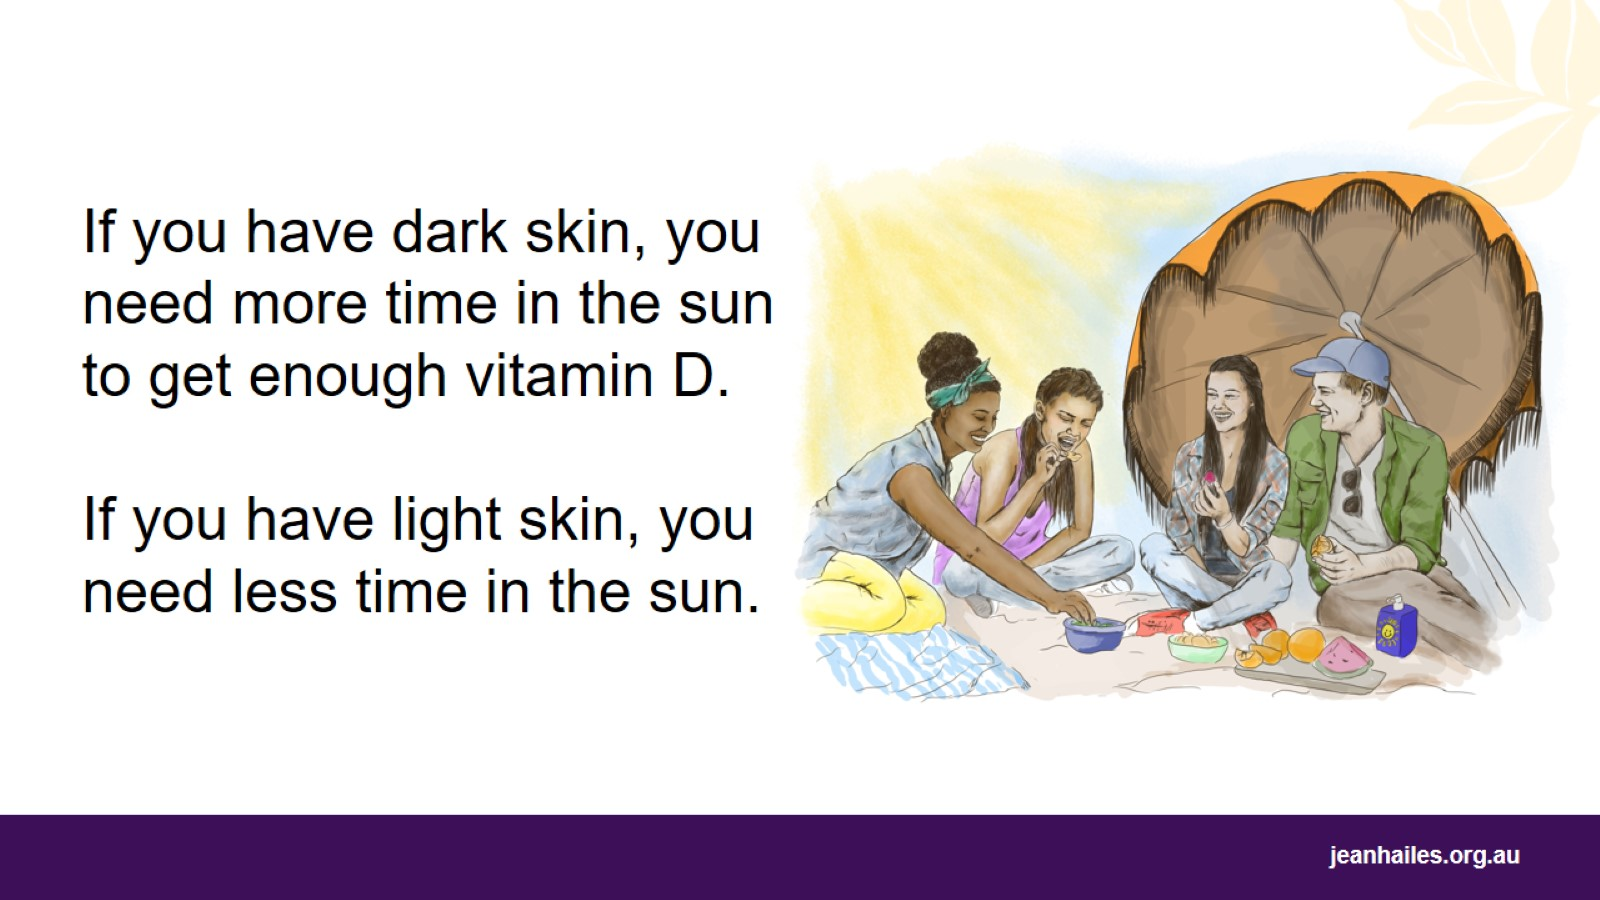 If you have dark skin, you
need more time in the sun
to get enough vitamin D.
If you have light skin, you
need less time in the sun.
jeanhailes.org.au